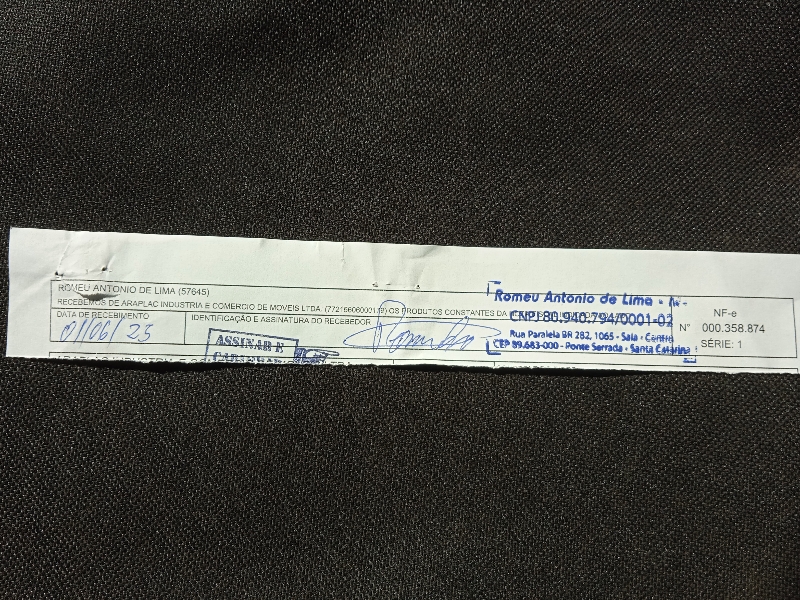 ROMEU ANTONIO DE LIMA (57645)
RECEBEMOS DE ARAPLAC INDUSTRIA E COMERCIO DE MOVEIS LTDA. OS PRODUTOS CONSTANTES DA
DATA DE RECEBIMENTO
01/06/23
IDENTIFICAÇÃO E ASSINATURA DO RECEBEDOR
ASSINAR E
CARIMBAR
Romeu Antonio de Lima
CNPJ 80.940.794/0001-02
Rua Paralela BR 282, 1065 - Sala - Centro
CEP 89.683-000 - Ponte Serrada - Santa Catarina
NF-e
N° 000.358.874
SÉRIE: 1